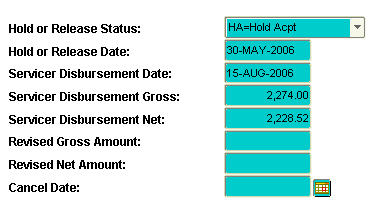 Hold or Release Status: HA=Hold Acpt
Hold or Release Date: 30-MAY-2006
Servicer Disbursement Date: 15-AUG-2006
Servicer Disbursement Gross: 2,274.00
Servicer Disbursement Net: 2,228.52
Revised Gross Amount:
Revised Net Amount:
Cancel Date: